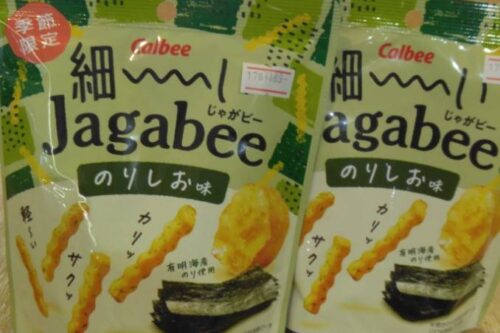 季節
限定
Calbee
細〜〜い
Jagabee
じゃがビー
のりしお味
軽〜い
サクッ
カリッ
有明海産
のり使用
Calbee
細〜い
じゃがビー
agabee
のりしお味
サクッ
カリッ
有明海産
のり使用